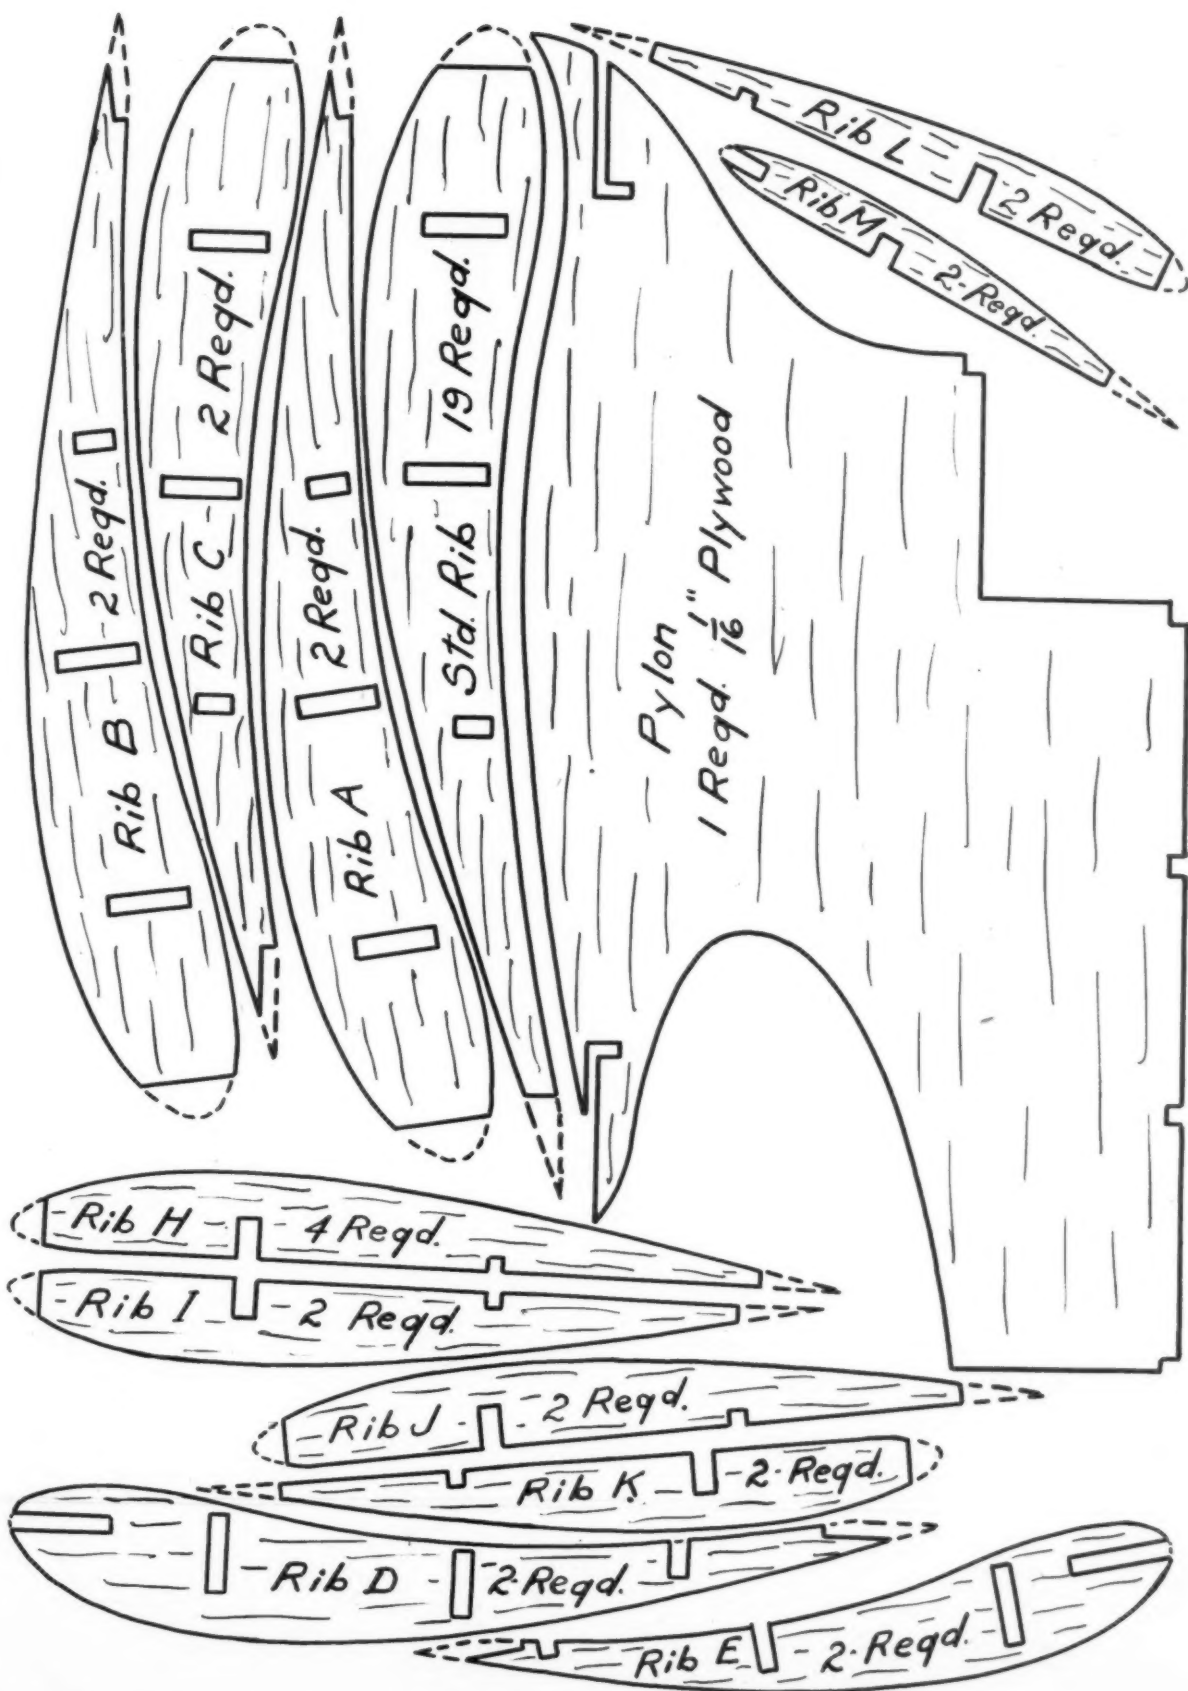 Rib L 2 Reqd.
Rib M 2-Reqd.
Rib B 2 Reqd.
Rib C 2 Reqd.
Rib A 2 Reqd.
Std. Rib 19 Reqd.
Pylon
1 Reqd. 1/16" Plywood
Rib H 4 Reqd.
Rib I 2 Reqd.
Rib J 2 Reqd.
Rib K 2-Reqd.
Rib D 2-Reqd.
Rib E 2-Reqd.